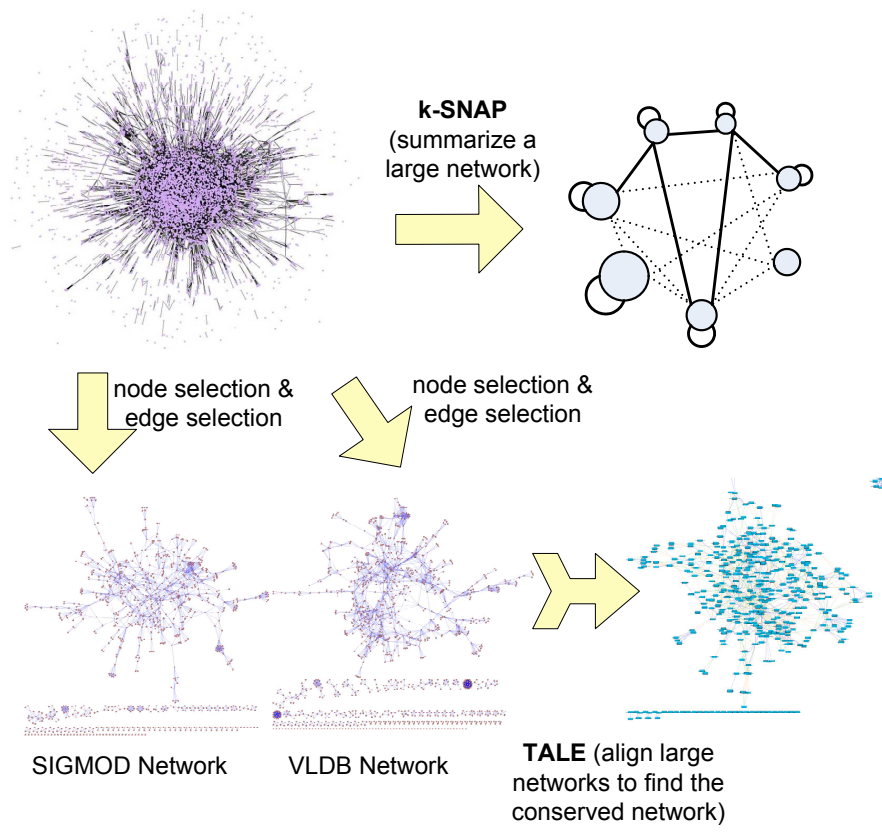 k-SNAP
(summarize a
large network)
node selection &
edge selection
node selection &
edge selection
SIGMOD Network
VLDB Network
TALE (align large
networks to find the
conserved network)